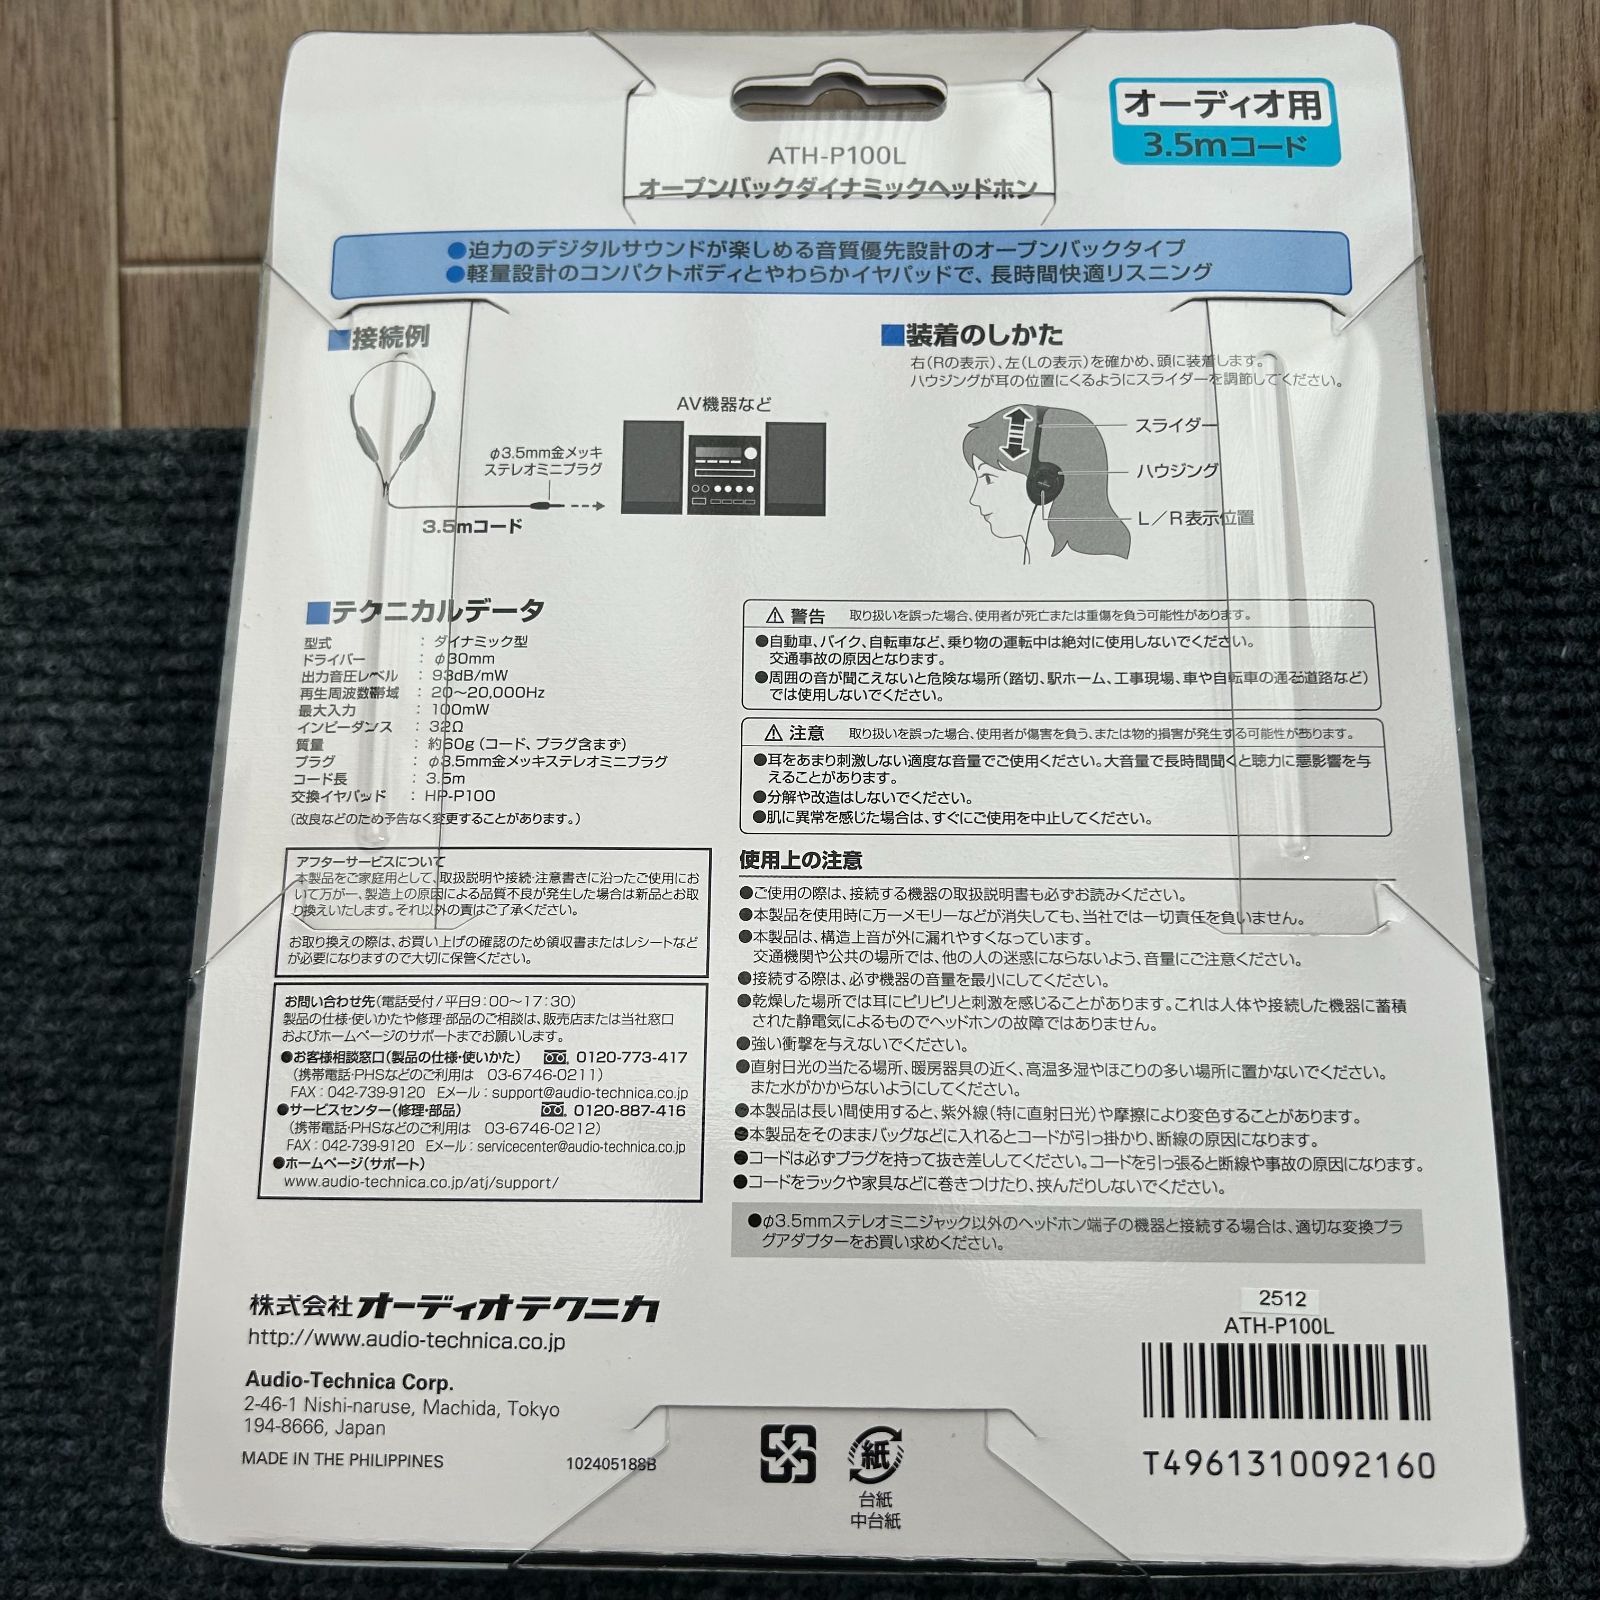 オーディオ用
3.5mコード
ATH-P100L
オープンバックダイナミックヘッドホン
●迫力のデジタルサウンドが楽しめる音質優先設計のオープンバックタイプ
●軽量設計のコンパクトボディとやわらかイヤパッドで、長時間快適リスニング
■接続例
AV機器など
φ3.5mm金メッキ
ステレオミニプラグ
3.5mコード
■装着のしかた
右(Rの表示)、左(Lの表示)を確かめ、頭に装着します。
ハウジングが耳の位置にくるようにスライダーを調節してください。
スライダー
ハウジング
L/R表示位置
■テクニカルデータ
型式 : ダイナミック型
ドライバー : φ30mm
出力音圧レベル : 93dB/mW
再生周波数帯域 : 20～20,000Hz
最大入力 : 100mW
インピーダンス : 32Ω
質量 : 約60g(コード、プラグ含まず)
プラグ : φ3.5mm金メッキステレオミニプラグ
コード長 : 3.5m
交換イヤパッド : HP-P100
(改良などのため予告なく変更することがあります。)
アフターサービスについて
本製品をご家庭用として、取扱説明や接続・注意書きに沿ったご使用にお
いて万が一、製造上の原因による品質不良が発生した場合は新品とお取
り換えいたします。それ以外の責はご了承ください。
お取り換えの際は、お買い上げの確認のため領収書またはレシートなど
が必要になりますので大切に保管ください。
お問い合わせ先(電話受付/平日9:00～17:30)
製品の仕様・使いかたや修理・部品のご相談は、販売店または当社窓口
およびホームページのサポートまでお願いします。
●お客様相談窓口(製品の仕様・使いかた) 0120-773-417
(携帯電話・PHSなどのご利用は 03-6746-0211)
FAX:042-739-9120 Eメール:support@audio-technica.co.jp
●サービスセンター(修理・部品) 0120-887-416
(携帯電話・PHSなどのご利用は 03-6746-0212)
FAX:042-739-9120 Eメール:servicecenter@audio-technica.co.jp
●ホームページ(サポート)
www.audio-technica.co.jp/atj/support/
⚠ 警告 取り扱いを誤った場合、使用者が死亡または重傷を負う可能性があります。
●自動車、バイク、自転車など、乗り物の運転中は絶対に使用しないでください。
交通事故の原因となります。
●周囲の音が聞こえないと危険な場所(踏切、駅ホーム、工事現場、車や自転車の通る道路など)
では使用しないでください。
⚠ 注意 取り扱いを誤った場合、使用者が傷害を負う、または物的損害が発生する可能性があります。
●耳をあまり刺激しない適度な音量でご使用ください。大音量で長時間聞くと聴力に悪影響を与
えることがあります。
●分解や改造はしないでください。
●肌に異常を感じた場合は、すぐにご使用を中止してください。
使用上の注意
●ご使用の際は、接続する機器の取扱説明書も必ずお読みください。
●本製品を使用時に万一メモリーなどが消失しても、当社では一切責任を負いません。
●本製品は、構造上音が外に漏れやすくなっています。
交通機関や公共の場所では、他の人の迷惑にならないよう、音量にご注意ください。
●接続する際は、必ず機器の音量を最小にしてください。
●乾燥した場所では耳にピリピリと刺激を感じることがあります。これは人体や接続した機器に蓄積
された静電気によるものでヘッドホンの故障ではありません。
●強い衝撃を与えないでください。
●直射日光の当たる場所、暖房器具の近く、高温多湿やほこりの多い場所に置かないでください。
また水がかからないようにしてください。
●本製品は長い間使用すると、紫外線(特に直射日光)や摩擦により変色することがあります。
●本製品をそのままバッグなどに入れるとコードが引っ掛かり、断線の原因になります。
●コードは必ずプラグを持って抜き差ししてください。コードを引っ張ると断線や事故の原因になります。
●コードをラックや家具などに巻きつけたり、挟んだりしないでください。
●φ3.5mmステレオミニジャック以外のヘッドホン端子の機器と接続する場合は、適切な変換プラ
グアダプターをお買い求めください。
株式会社オーディオテクニカ
http://www.audio-technica.co.jp
Audio-Technica Corp.
2-46-1 Nishi-naruse, Machida, Tokyo
194-8666, Japan
MADE IN THE PHILIPPINES
102405188B
紙
台紙
中台紙
2512
ATH-P100L
T4961310092160